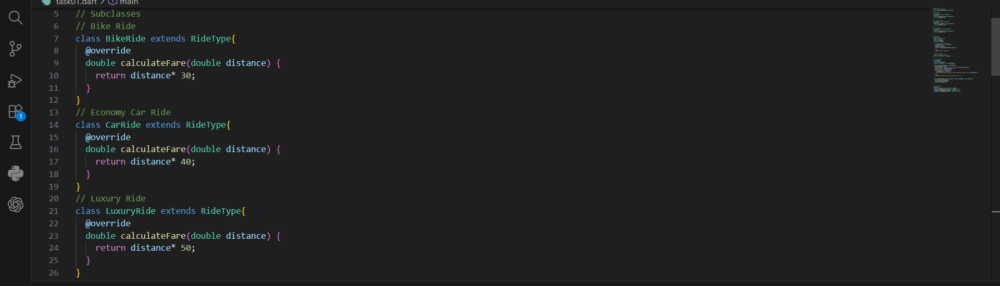 task01.dart > main
5 // Subclasses
6 // Bike Ride
7 class BikeRide extends RideType{
8 @override
9 double calculateFare(double distance) {
10 return distance* 30;
11 }
12 }
13 // Economy Car Ride
14 class CarRide extends RideType{
15 @override
16 double calculateFare(double distance) {
17 return distance* 40;
18 }
19 }
20 // Luxury Ride
21 class LuxuryRide extends RideType{
22 @override
23 double calculateFare(double distance) {
24 return distance* 50;
25 }
26 }
1